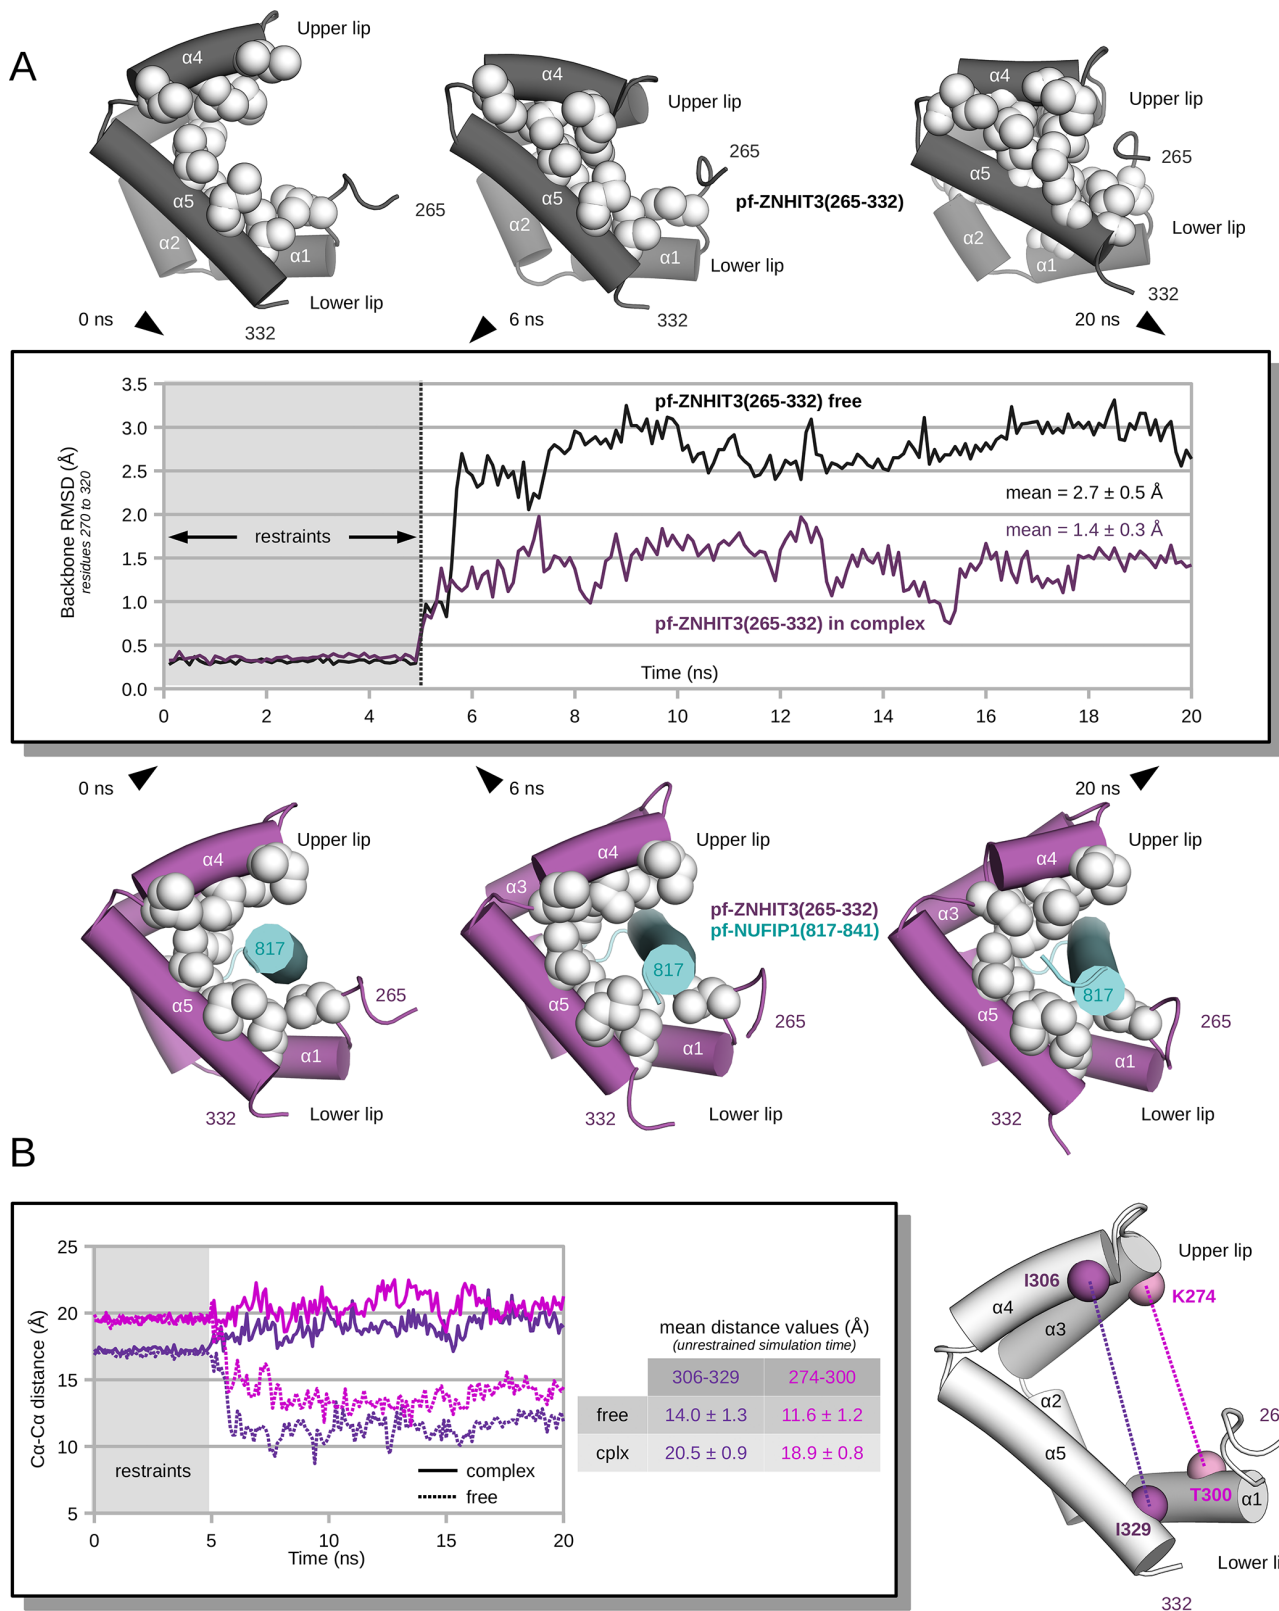 A
Upper lip
α4
α5
α2
α1
265
Lower lip
332
0 ns
α4
Upper lip
265
α5
α2
α1
pf-ZNHIT3(265-332)
Lower lip
332
6 ns
α4
Upper lip
265
α5
α2
α1
Lower lip
332
20 ns
Backbone RMSD (Å)
residues 270 to 320
3.5
3.0
2.5
2.0
1.5
1.0
0.5
0.0
pf-ZNHIT3(265-332) free
mean = 2.7 ± 0.5 Å
mean = 1.4 ± 0.3 Å
restraints
pf-ZNHIT3(265-332) in complex
Time (ns)
0 2 4 6 8 10 12 14 16 18 20
0 ns
6 ns
20 ns
Upper lip
α4
817
α5
265
α1
332
Lower lip
Upper lip
α4
α3
pf-ZNHIT3(265-332)
pf-NUFIP1(817-841)
817
α5
265
α1
332
Lower lip
Upper lip
α4
α3
817
α5
265
α1
332
Lower lip
B
Cα-Cα distance (Å)
25
20
15
10
5
restraints
complex
free
0 5 10 15 20
Time (ns)
mean distance values (Å)
(unrestrained simulation time)
306-329 274-300
free 14.0 ± 1.3 11.6 ± 1.2
cplx 20.5 ± 0.9 18.9 ± 0.8
Upper lip
I306
K274
α4
α3
α2
α5
26
T300
α1
I329
Lower li
332